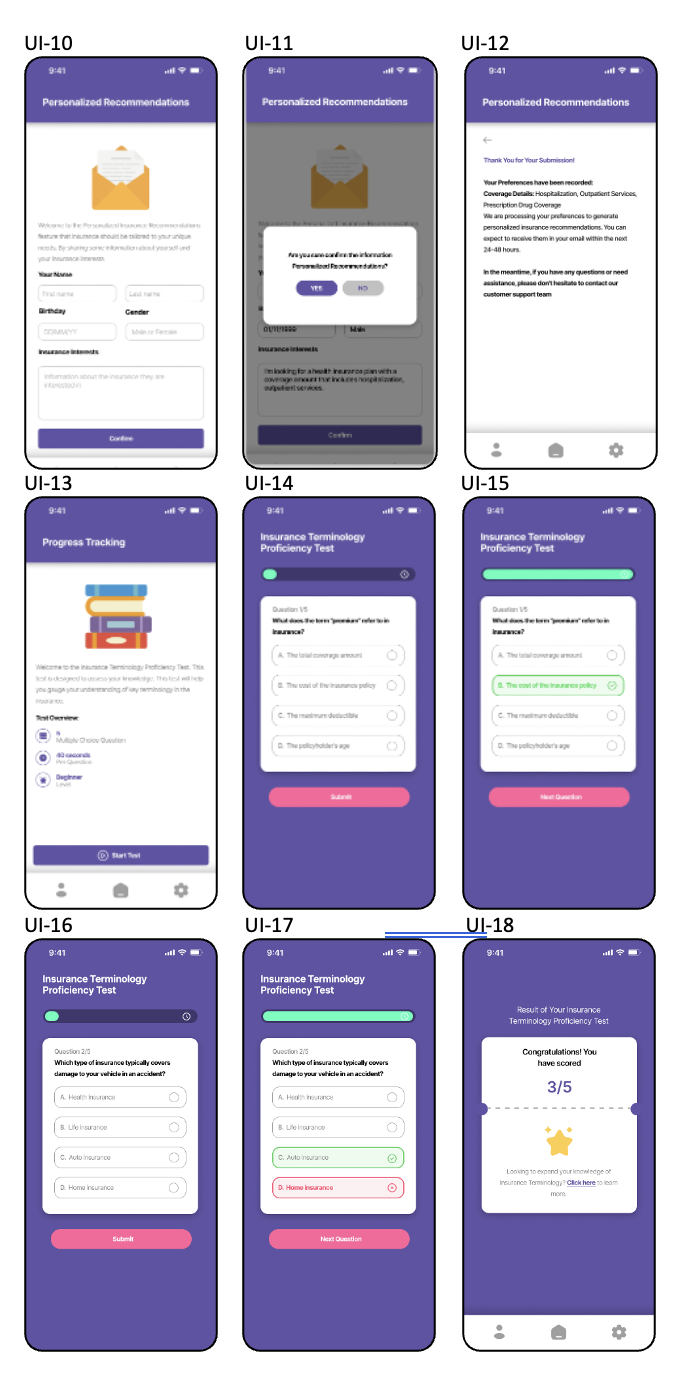 UI-10
9:41
Personalized Recommendations
Welcome to the Personalized Insurance Recommendations
feature that insurance should be tailored to your unique
needs. By sharing some information about yourself and
your insurance interests
Your Name
First name
Last name
Birthday
Gender
DD/MM/YY
Male or Female
Insurance Interests
Information about the insurance they are
interested in
Confirm
UI-11
9:41
Personalized Recommendations
Are you sure confirm the information
Personalized Recommendations?
YES
NO
01/11/1999
Male
Insurance Interests
I'm looking for a health insurance plan with a
coverage amount that includes hospitalization,
outpatient services.
Confirm
UI-12
9:41
Personalized Recommendations
Thank You for Your Submission!
Your Preferences have been recorded:
Coverage Details: Hospitalization, Outpatient Services,
Prescription Drug Coverage
We are processing your preferences to generate
personalized insurance recommendations. You can
expect to receive them in your email within the next
24-48 hours.
In the meantime, if you have any questions or need
assistance, please don't hesitate to contact our
customer support team
UI-13
9:41
Progress Tracking
Welcome to the Insurance Terminology Proficiency Test. This
test is designed to assess your knowledge. This test will help
you gauge your understanding of key terminology in the
insurance.
Test Overview:
5
Multiple Choice Question
40 seconds
Per Question
Beginner
Level
Start Test
UI-14
9:41
Insurance Terminology
Proficiency Test
Question 1/5
What does the term "premium" refer to in
insurance?
A. The total coverage amount
B. The cost of the insurance policy
C. The maximum deductible
D. The policyholder's age
Submit
UI-15
9:41
Insurance Terminology
Proficiency Test
Question 1/5
What does the term "premium" refer to in
insurance?
A. The total coverage amount
B. The cost of the insurance policy
C. The maximum deductible
D. The policyholder's age
Next Question
UI-16
9:41
Insurance Terminology
Proficiency Test
Question 2/5
Which type of insurance typically covers
damage to your vehicle in an accident?
A. Health insurance
B. Life insurance
C. Auto insurance
D. Home insurance
Submit
UI-17
9:41
Insurance Terminology
Proficiency Test
Question 2/5
Which type of insurance typically covers
damage to your vehicle in an accident?
A. Health insurance
B. Life insurance
C. Auto insurance
D. Home insurance
Next Question
UI-18
9:41
Result of Your Insurance
Terminology Proficiency Test
Congratulations! You
have scored
3/5
Looking to expand your knowledge of
Insurance Terminology? Click here to learn
more.